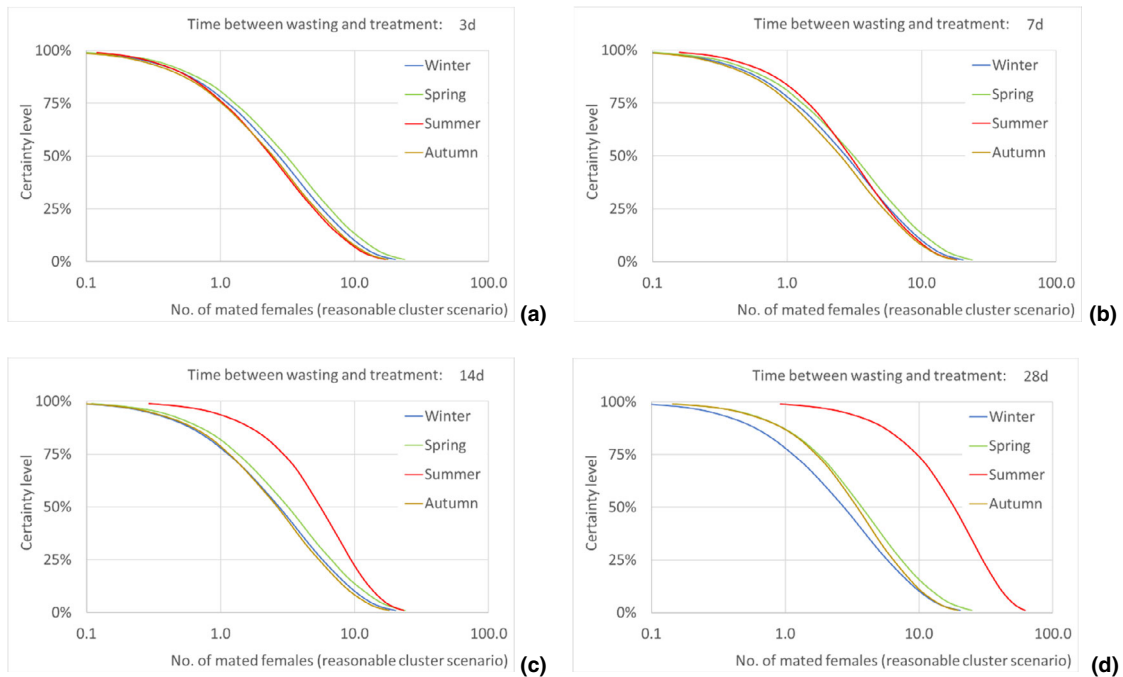 Time between wasting and treatment: 3d
100%
75%
50%
25%
0%
Certainty level
Winter
Spring
Summer
Autumn
0.1 1.0 10.0 100.0
No. of mated females (reasonable cluster scenario)
(a)
Time between wasting and treatment: 7d
100%
75%
50%
25%
0%
Certainty level
Winter
Spring
Summer
Autumn
0.1 1.0 10.0 100.0
No. of mated females (reasonable cluster scenario)
(b)
Time between wasting and treatment: 14d
100%
75%
50%
25%
0%
Certainty level
Winter
Spring
Summer
Autumn
0.1 1.0 10.0 100.0
No. of mated females (reasonable cluster scenario)
(c)
Time between wasting and treatment: 28d
100%
75%
50%
25%
0%
Certainty level
Winter
Spring
Summer
Autumn
0.1 1.0 10.0 100.0
No. of mated females (reasonable cluster scenario)
(d)